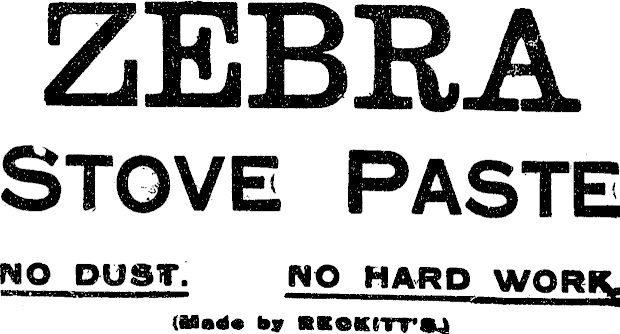 ZEBRA
STOVE PASTE
NO DUST. NO HARD WORK.
(Made by RECKITT'S.)